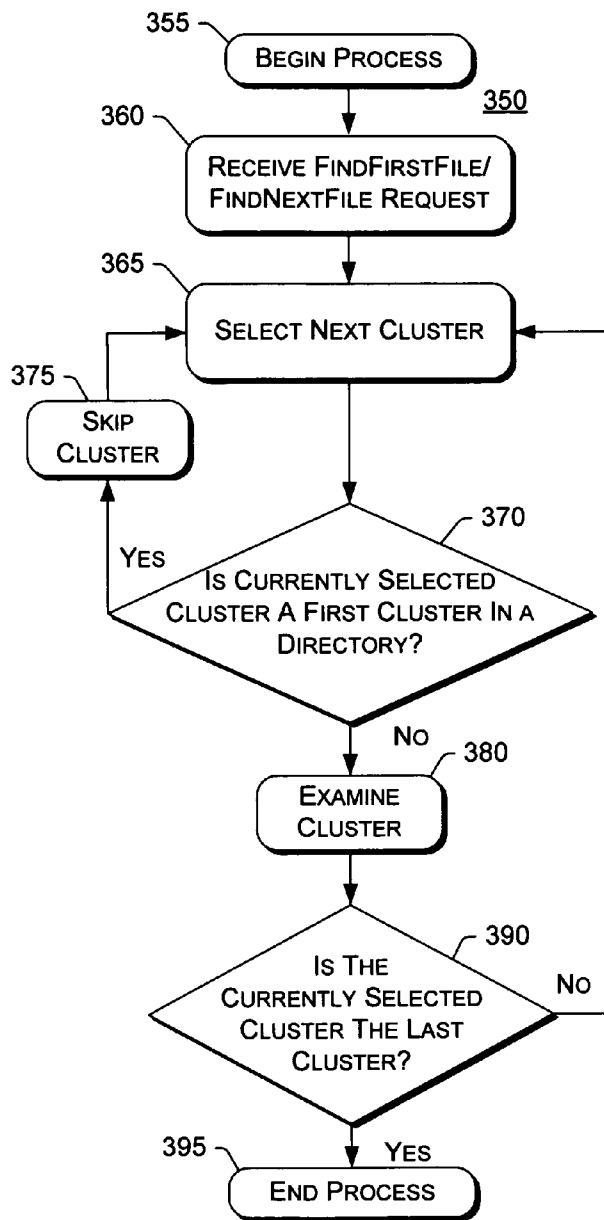 355
BEGIN PROCESS
350
360
RECEIVE FINDFIRSTFILE/
FINDNEXTFILE REQUEST
365
SELECT NEXT CLUSTER
375
SKIP
CLUSTER
370
YES
IS CURRENTLY SELECTED
CLUSTER A FIRST CLUSTER IN A
DIRECTORY?
NO
380
EXAMINE
CLUSTER
390
IS THE
CURRENTLY SELECTED
CLUSTER THE LAST
CLUSTER?
NO
YES
395
END PROCESS